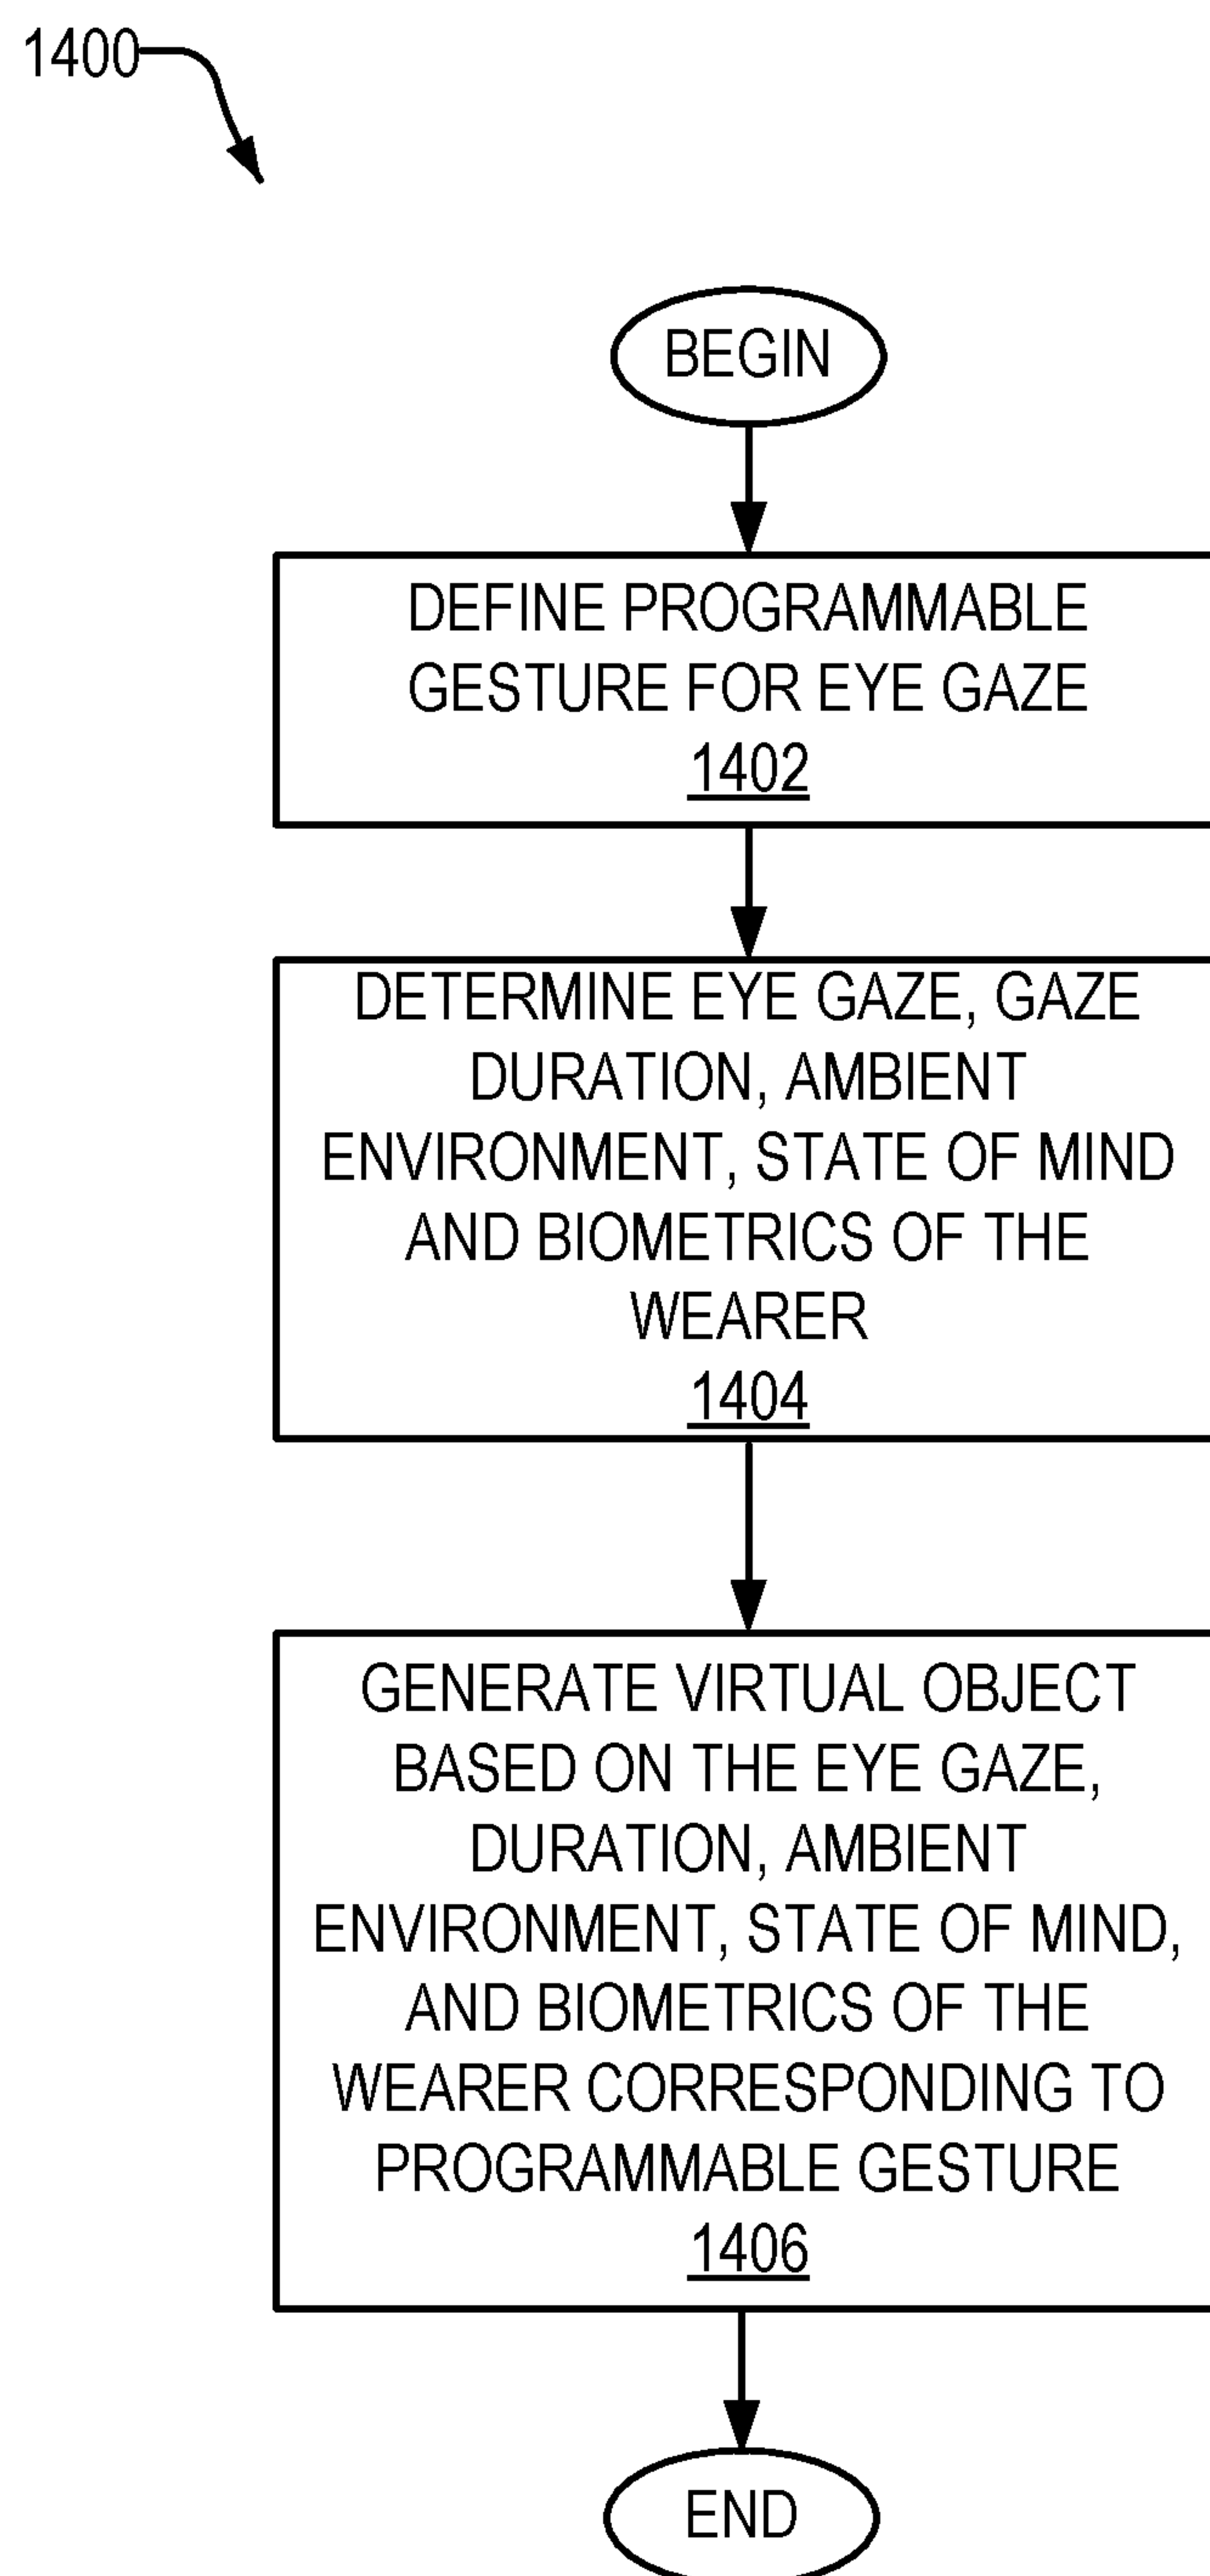 1400
BEGIN
DEFINE PROGRAMMABLE
GESTURE FOR EYE GAZE
1402
DETERMINE EYE GAZE, GAZE
DURATION, AMBIENT
ENVIRONMENT, STATE OF MIND
AND BIOMETRICS OF THE
WEARER
1404
GENERATE VIRTUAL OBJECT
BASED ON THE EYE GAZE,
DURATION, AMBIENT
ENVIRONMENT, STATE OF MIND,
AND BIOMETRICS OF THE
WEARER CORRESPONDING TO
PROGRAMMABLE GESTURE
1406
END